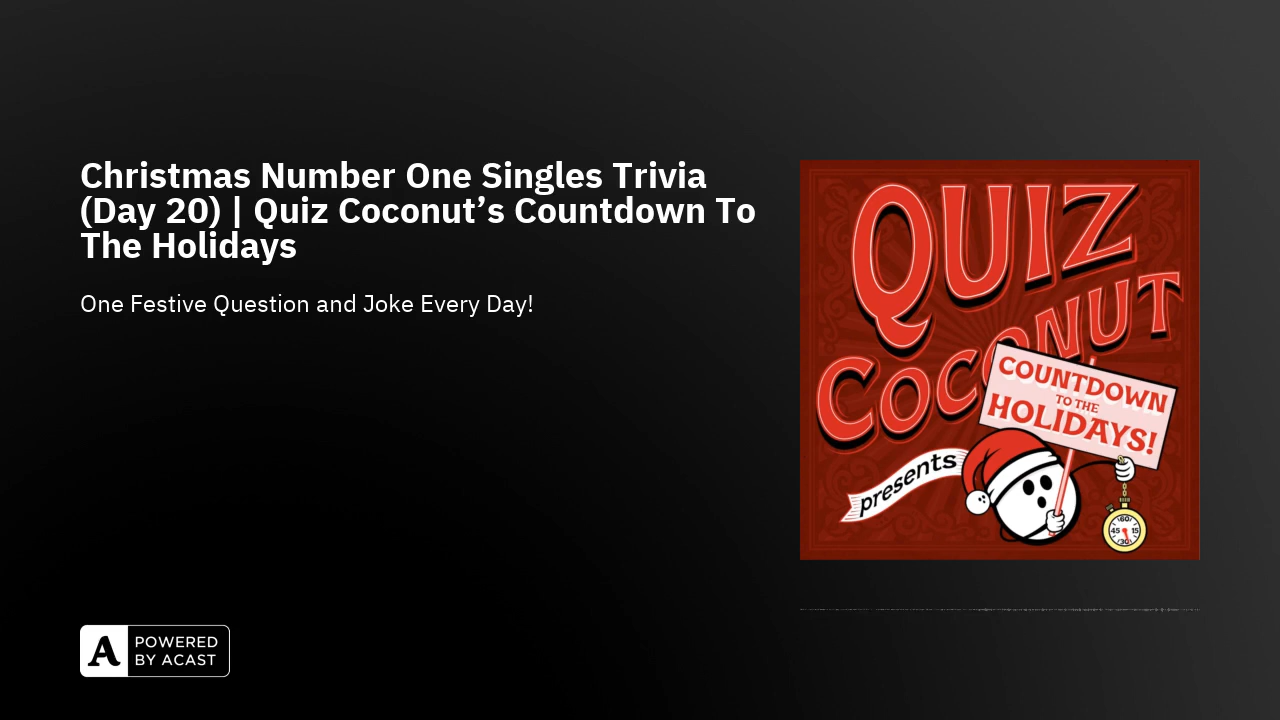 Christmas Number One Singles Trivia
(Day 20) | Quiz Coconut’s Countdown To
The Holidays
One Festive Question and Joke Every Day!
QUIZ
COCONUT
COUNTDOWN
TO THE
HOLIDAYS!
presents
60
45 15
30
A POWERED
BY ACAST